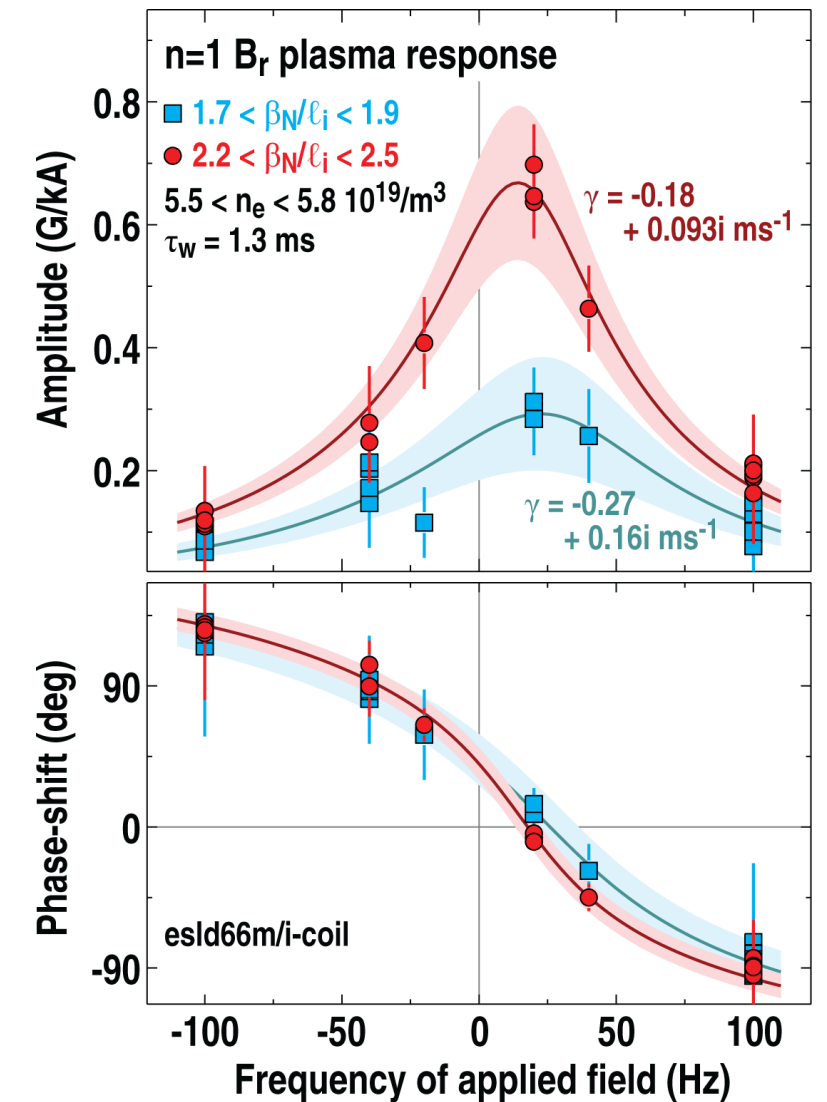 n=1 Br plasma response
1.7 < βN/ℓi < 1.9
2.2 < βN/ℓi < 2.5
5.5 < ne < 5.8 10¹⁹/m³
τw = 1.3 ms
γ = -0.18
+ 0.093i ms⁻¹
γ = -0.27
+ 0.16i ms⁻¹
Amplitude (G/kA)
0.8
0.6
0.4
0.2
Phase-shift (deg)
90
0
-90
esld66m/i-coil
-100
-50
0
50
100
Frequency of applied field (Hz)